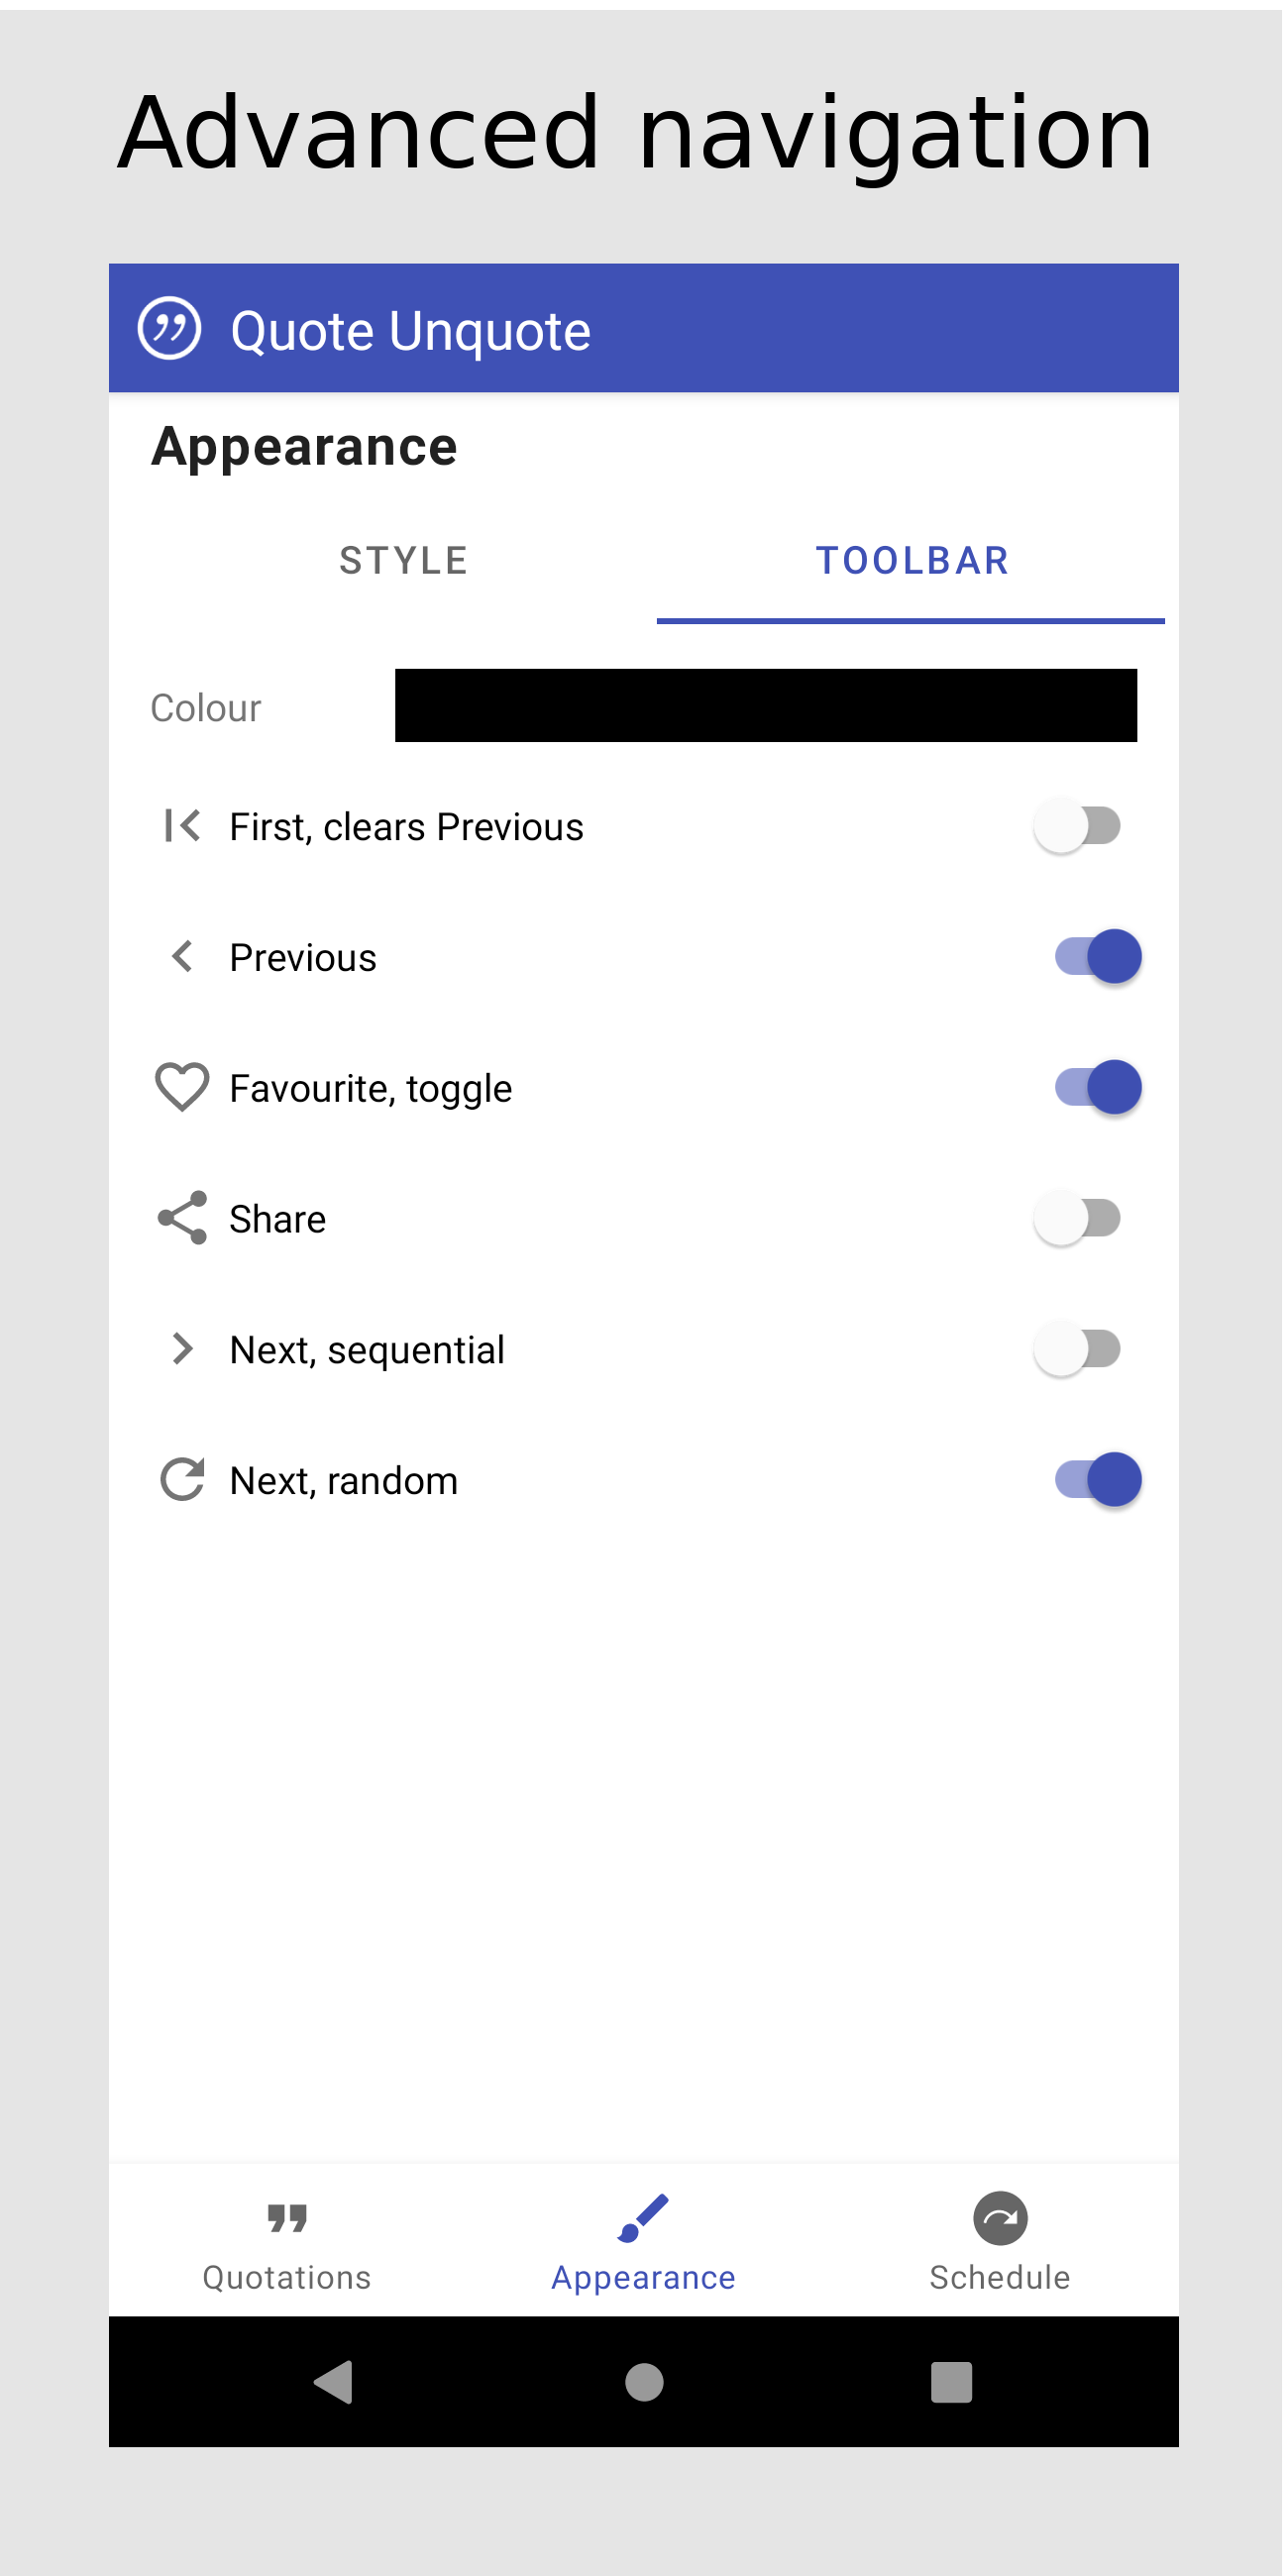 Advanced navigation
Quote Unquote
Appearance
STYLE TOOLBAR
Colour
First, clears Previous
Previous
Favourite, toggle
Share
Next, sequential
Next, random
Quotations Appearance Schedule